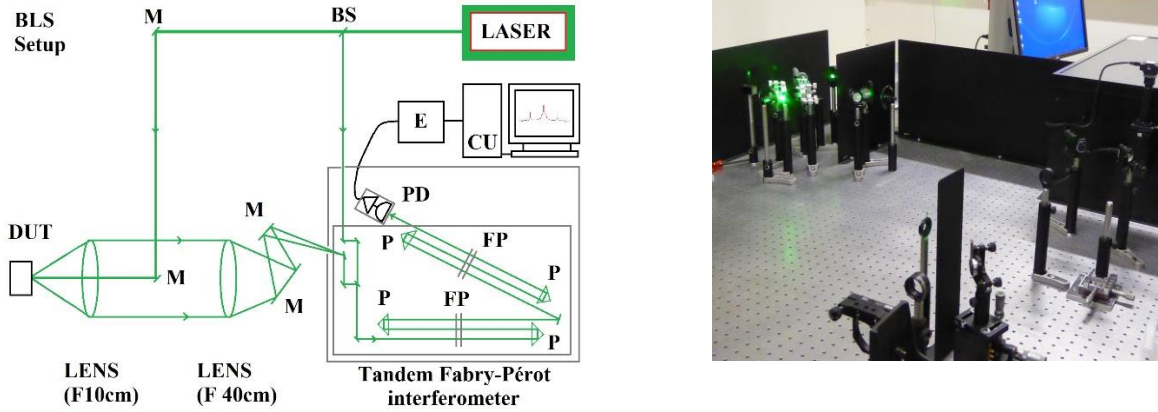 BLS
Setup
M
BS
LASER
E
CU
PD
M
DUT
P
FP
M
M
P
FP
P
P
LENS
(F10cm)
LENS
(F 40cm)
Tandem Fabry-Pérot
interferometer